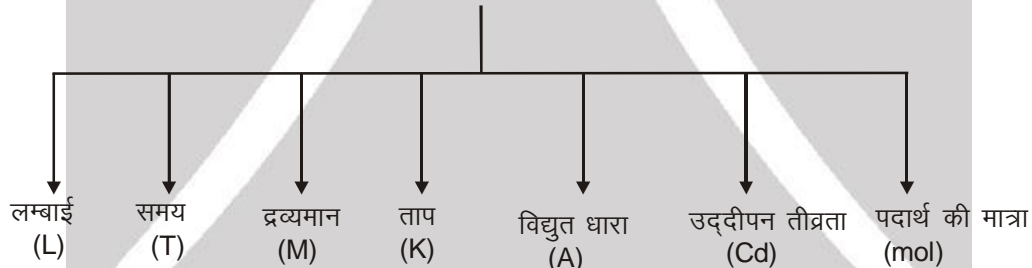 लम्बाई समय द्रव्यमान ताप विद्युत धारा उद्दीपन तीव्रता पदार्थ की मात्रा
(L) (T) (M) (K) (A) (Cd) (mol)